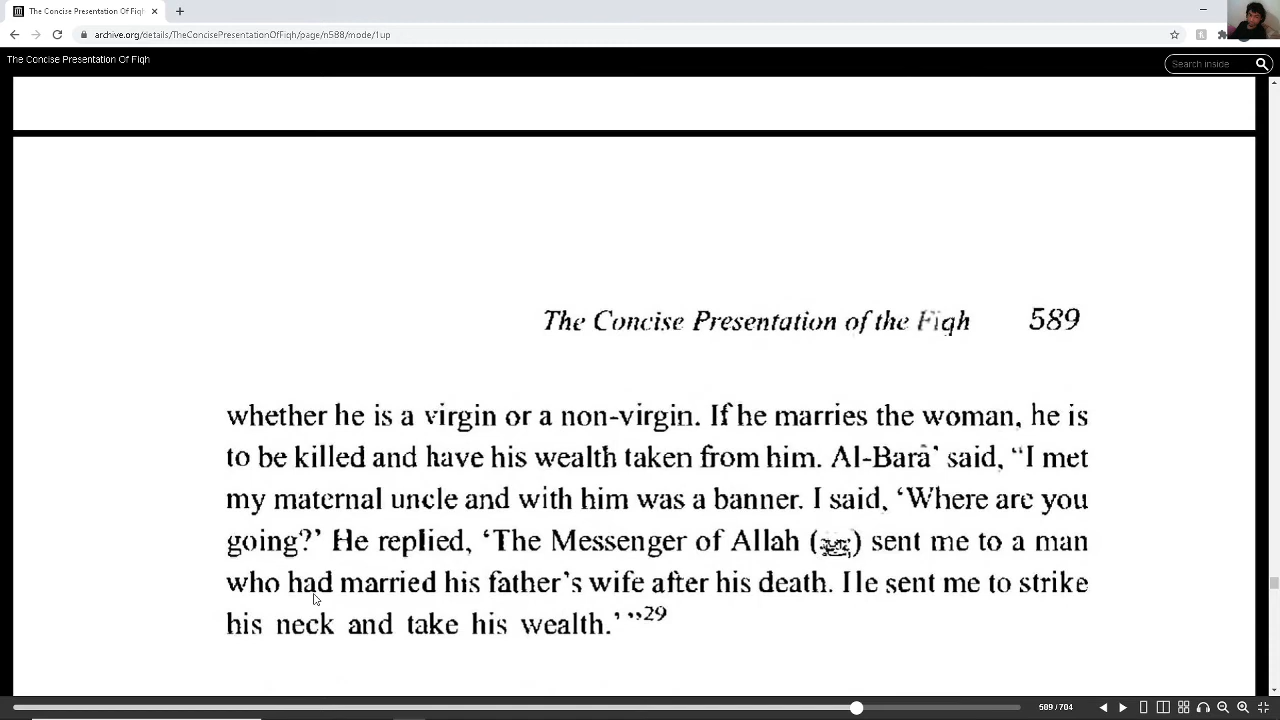 The Concise Presentation Of Fiqh
archive.org/details/TheConcisePresentationOfFiqh/page/n588/mode/1up
The Concise Presentation Of Fiqh
Search inside
The Concise Presentation of the Fiqh 589
whether he is a virgin or a non-virgin. If he marries the woman, he is
to be killed and have his wealth taken from him. Al-Barâ' said, “I met
my maternal uncle and with him was a banner. I said, ‘Where are you
going?’ He replied, ‘The Messenger of Allah (ﷺ) sent me to a man
who had married his father’s wife after his death. He sent me to strike
his neck and take his wealth.’ ”29
589 / 704